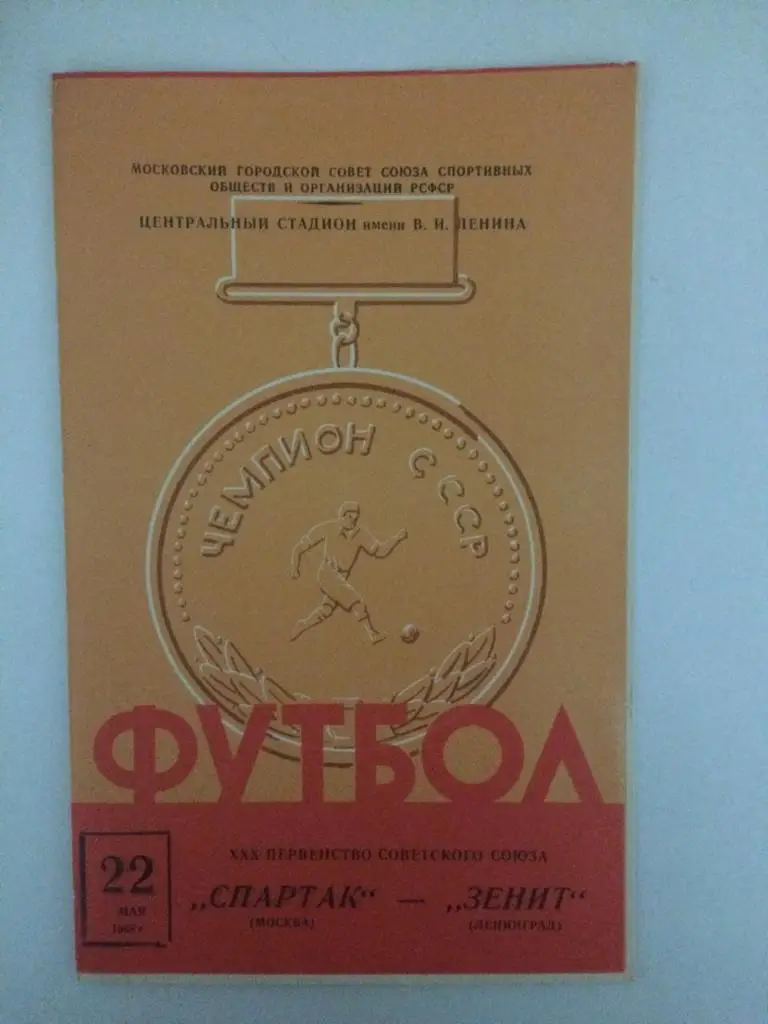 МОСКОВСКИЙ ГОРОДСКОЙ СОВЕТ СОЮЗА СПОРТИВНЫХ
ОБЩЕСТВ И ОРГАНИЗАЦИЙ РСФСР
ЦЕНТРАЛЬНЫЙ СТАДИОН имени В. И. ЛЕНИНА
ЧЕМПИОН СССР
ФУТБОЛ
XXX ПЕРВЕНСТВО СОВЕТСКОГО СОЮЗА
22
МАЯ
1968 г.
„СПАРТАК“ — „ЗЕНИТ“
(МОСКВА) (ЛЕНИНГРАД)